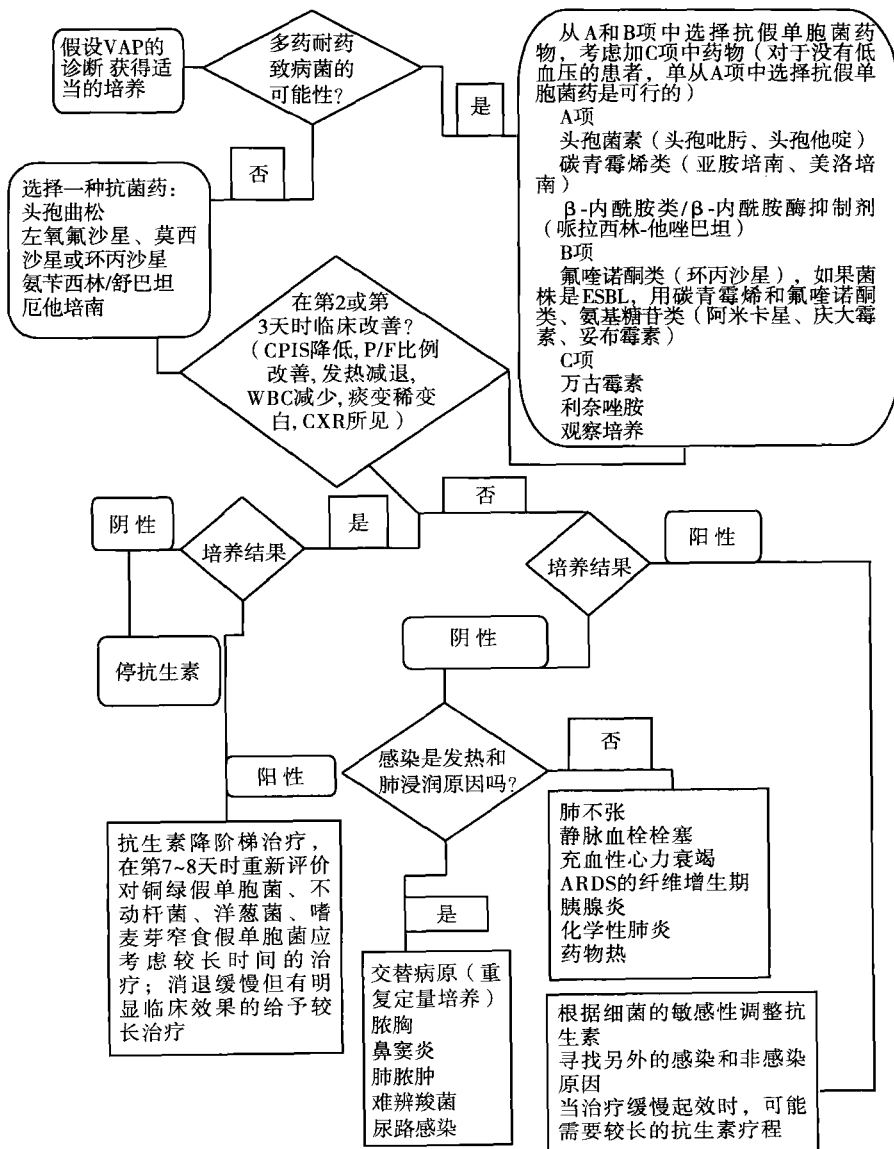 假设VAP的
诊断 获得适
当的培养
多药耐药
致病菌的
可能性？
是
从A和B项中选择抗假单胞菌药
物，考虑加C项中药物（对于没有低
血压的患者，单从A项中选择抗假单
胞菌药是可行的）
A项
头孢菌素（头孢吡肟、头孢他啶）
碳青霉烯类（亚胺培南、美洛培
南）
β-内酰胺类/β-内酰胺酶抑制剂
（哌拉西林-他唑巴坦）
B项
氟喹诺酮类（环丙沙星），如果菌
株是ESBL，用碳青霉烯和氟喹诺酮
类、氨基糖苷类（阿米卡星、庆大霉
素、妥布霉素）
C项
万古霉素
利奈唑胺
观察培养
否
选择一种抗菌药：
头孢曲松
左氧氟沙星、莫西
沙星或环丙沙星
氨苄西林/舒巴坦
厄他培南
在第2或第
3天时临床改善？
（CPIS降低，P/F比例
改善，发热减退，
WBC减少，痰变稀变
白，CXR所见）
是
否
阴 性
培养结果
培养结果
阳 性
停抗生素
阴 性
阳 性
感染是发热和
肺浸润原因吗？
否
肺不张
静脉血栓栓塞
充血性心力衰竭
ARDS的纤维增生期
胰腺炎
化学性肺炎
药物热
抗生素降阶梯治疗，
在第7~8天时重新评价
对铜绿假单胞菌、不
动杆菌、洋葱菌、嗜
麦芽窄食假单胞菌应
考虑较长时间的治
疗；消退缓慢但有明
显临床效果的给予较
长治疗
是
交替病原（重
复定量培养）
脓胸
鼻窦炎
肺脓肿
难辨羧菌
尿路感染
根据细菌的敏感性调整抗
生素
寻找另外的感染和非感染
原因
当治疗缓慢起效时，可能
需要较长的抗生素疗程